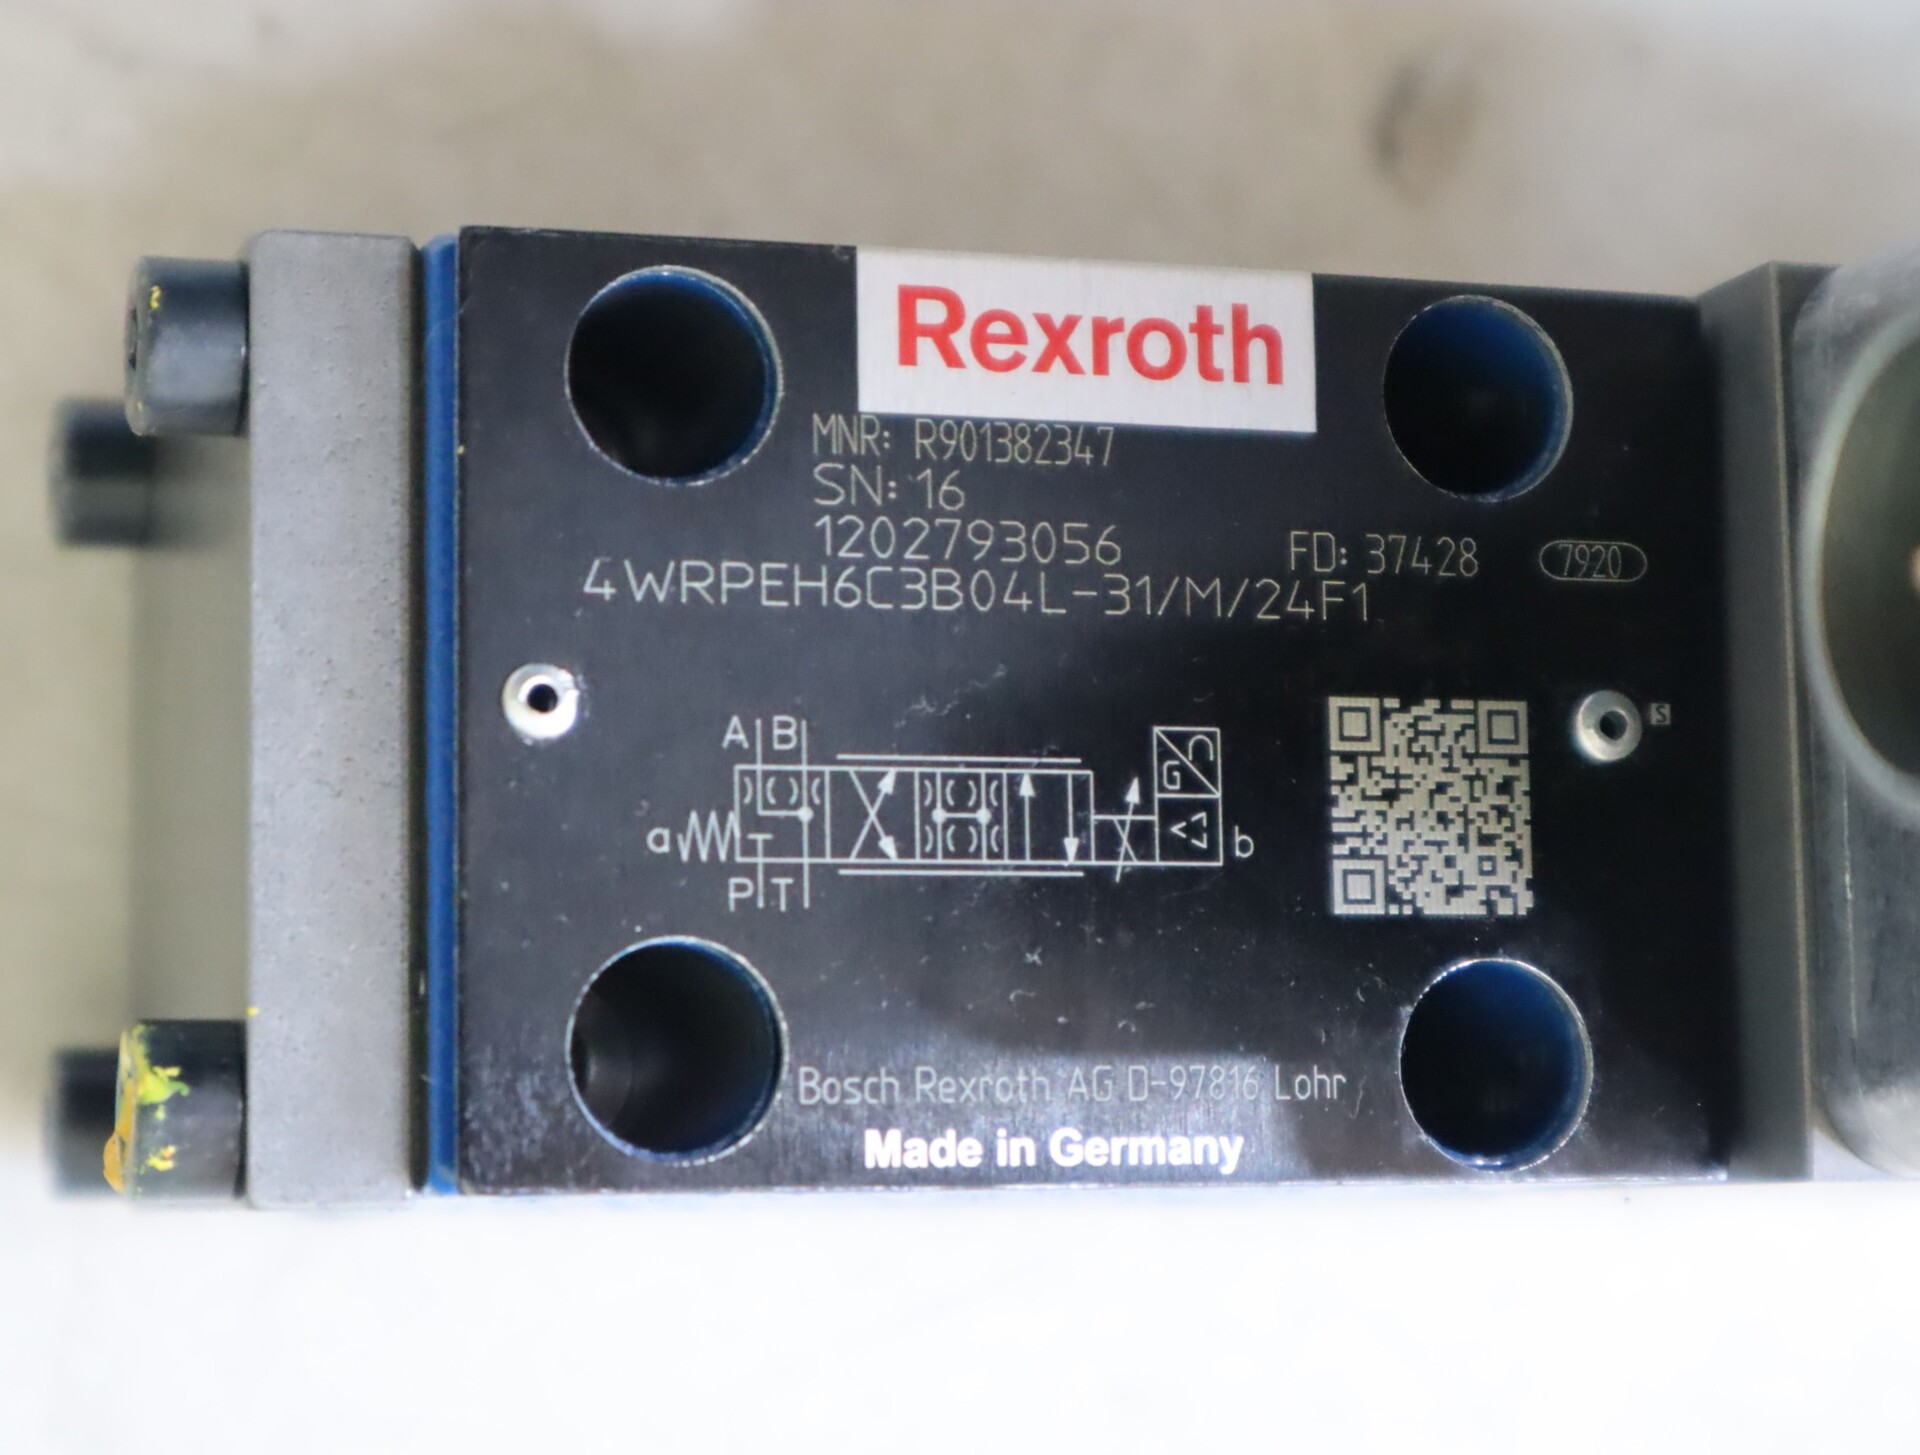 Rexroth
MNR: R901382347
SN: 16
1202793056 FD: 37428 7920
4WRPEH6C3B04L-31/M/24F1
S
A B
a T b
P T
Bosch Rexroth AG D-97816 Lohr
Made in Germany